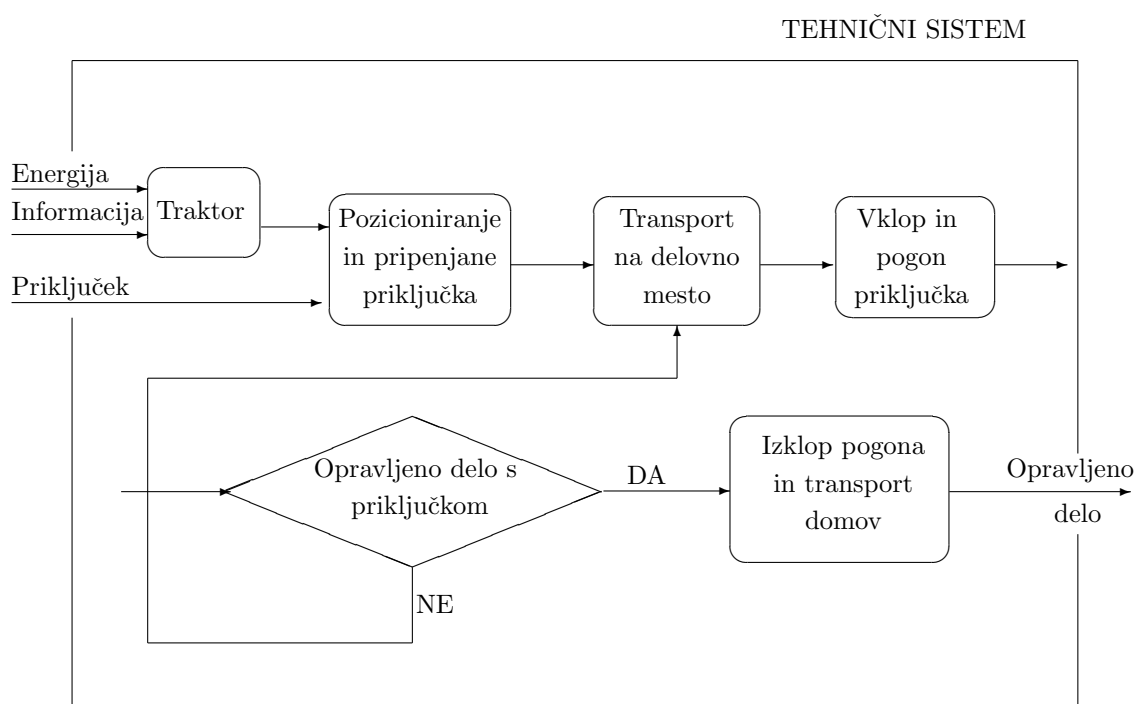 TEHNIČNI SISTEM
Energija
Informacija
Priključek
Traktor
Pozicioniranje
in pripenjane
priključka
Transport
na delovno
mesto
Vklop in
pogon
priključka
Opravljeno delo s
priključkom
DA
NE
Izklop pogona
in transport
domov
Opravljeno
delo